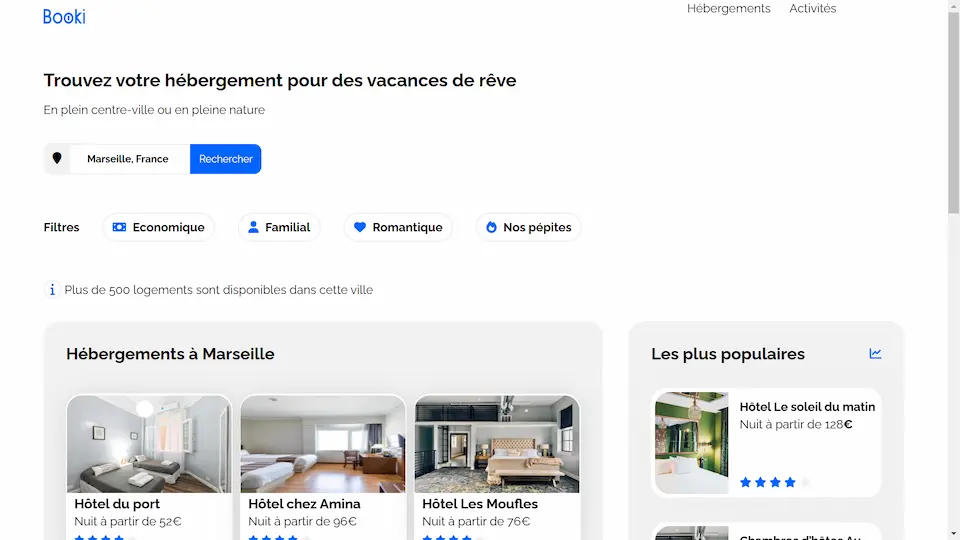 Booki
Hébergements
Activités
Trouvez votre hébergement pour des vacances de rêve
En plein centre-ville ou en pleine nature
Marseille, France
Rechercher
Filtres
Economique
Familial
Romantique
Nos pépites
Plus de 500 logements sont disponibles dans cette ville
Hébergements à Marseille
Hôtel du port
Nuit à partir de 52€
Hôtel chez Amina
Nuit à partir de 96€
Hôtel Les Moufles
Nuit à partir de 76€
Les plus populaires
Hôtel Le soleil du matin
Nuit à partir de 128€
Chambres d'hôtes Au